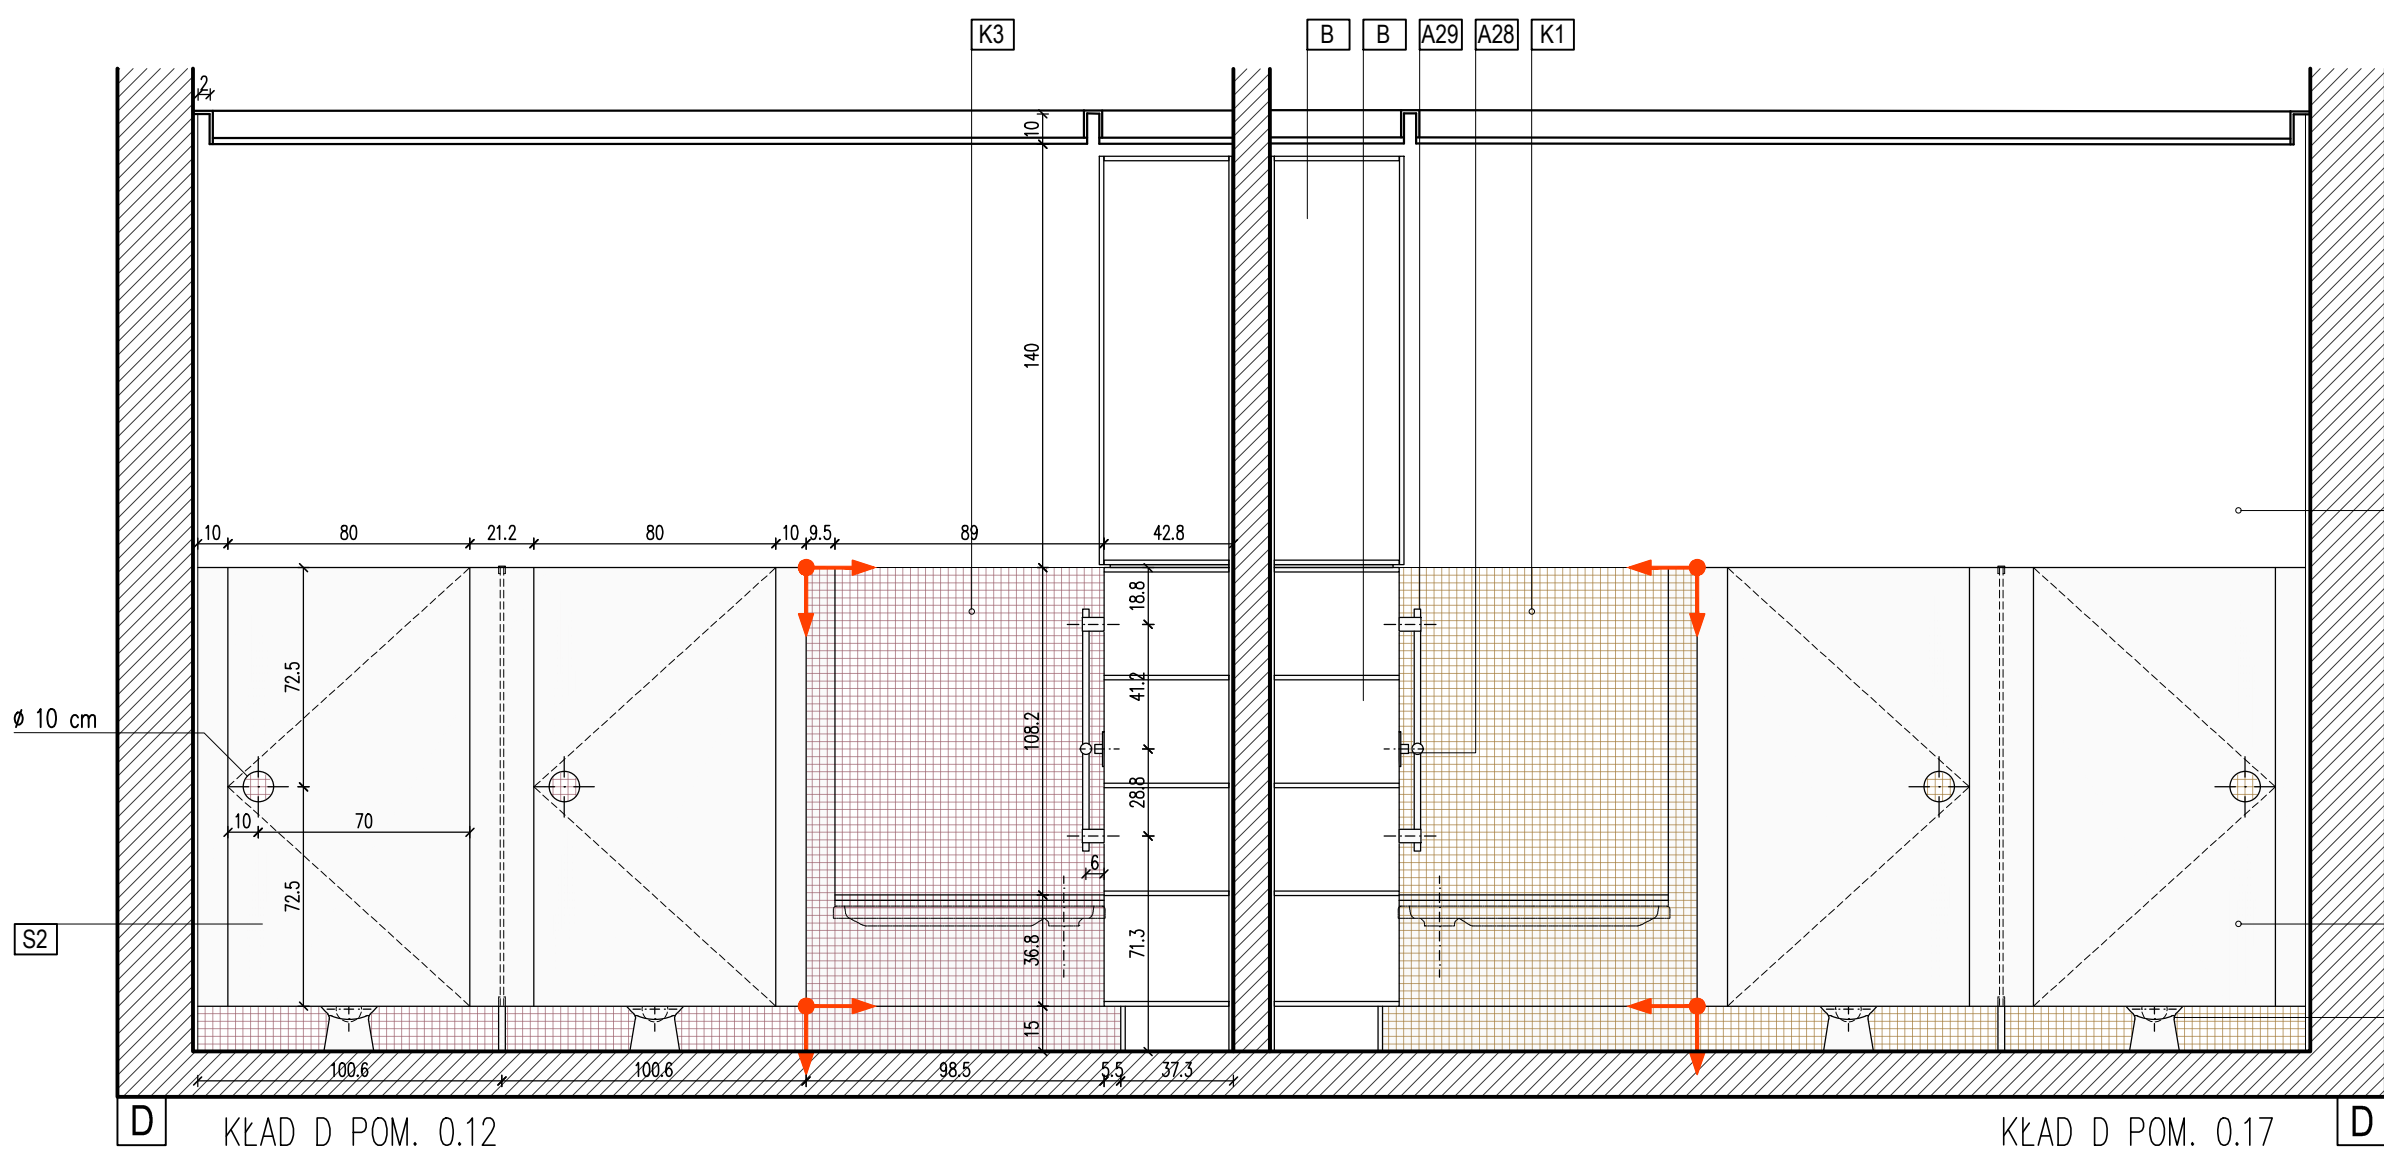 K3 B B A29 A28 K1
2
10
140
10 80 21.2 80 10 9.5 89 42.8
18.8
72.5
41.2
108.2
ø 10 cm
28.8
10 70
6
72.5
S2
36.8
71.3
15
100.6 100.6 98.5 5.5 37.3
D KŁAD D POM. 0.12
KŁAD D POM. 0.17 D